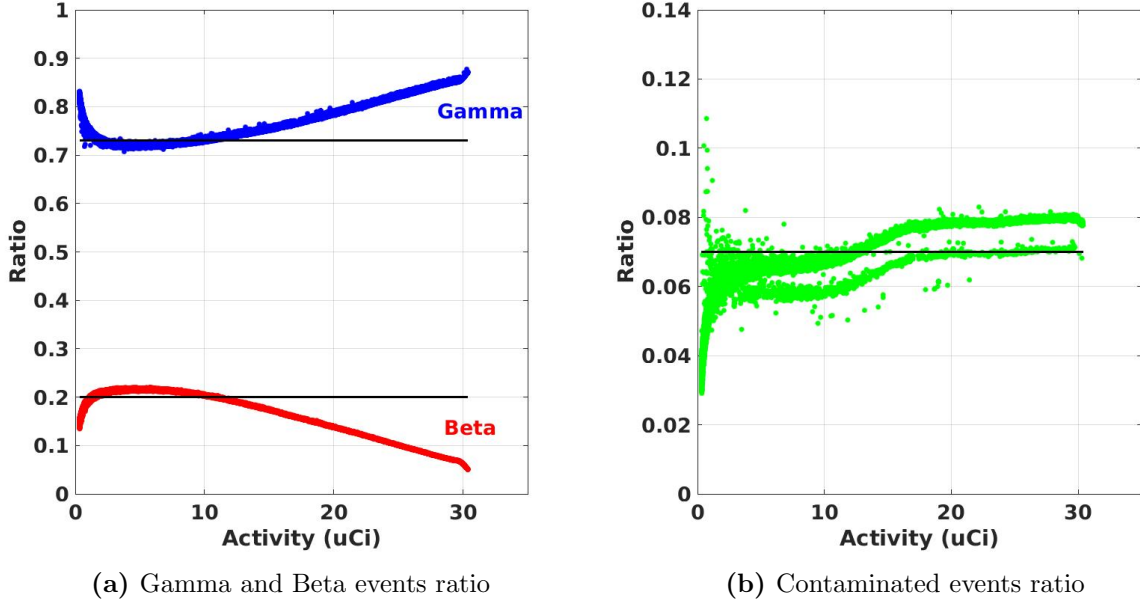 1
0.9
0.8
0.7
0.6
0.5
0.4
0.3
0.2
0.1
0
Ratio
Gamma
Beta
0 10 20 30
Activity (uCi)
(a) Gamma and Beta events ratio
0.14
0.12
0.1
0.08
0.06
0.04
0.02
0
Ratio
0 10 20 30
Activity (uCi)
(b) Contaminated events ratio